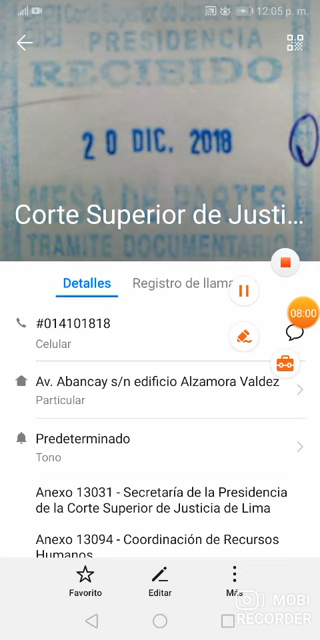 12:05 p. m.
PRESIDENCIA
RECIBIDO
20 DIC. 2018
MESA DE PARTES
Corte Superior de Justi...
TRAMITE DOCUMENTARIO
Detalles
Registro de llama
#014101818
Celular
08:00
Av. Abancay s/n edificio Alzamora Valdez
Particular
Predeterminado
Tono
Anexo 13031 - Secretaría de la Presidencia
de la Corte Superior de Justicia de Lima
Anexo 13094 - Coordinación de Recursos
Humanos
Favorito
Editar
Más
MOBI
RECORDER